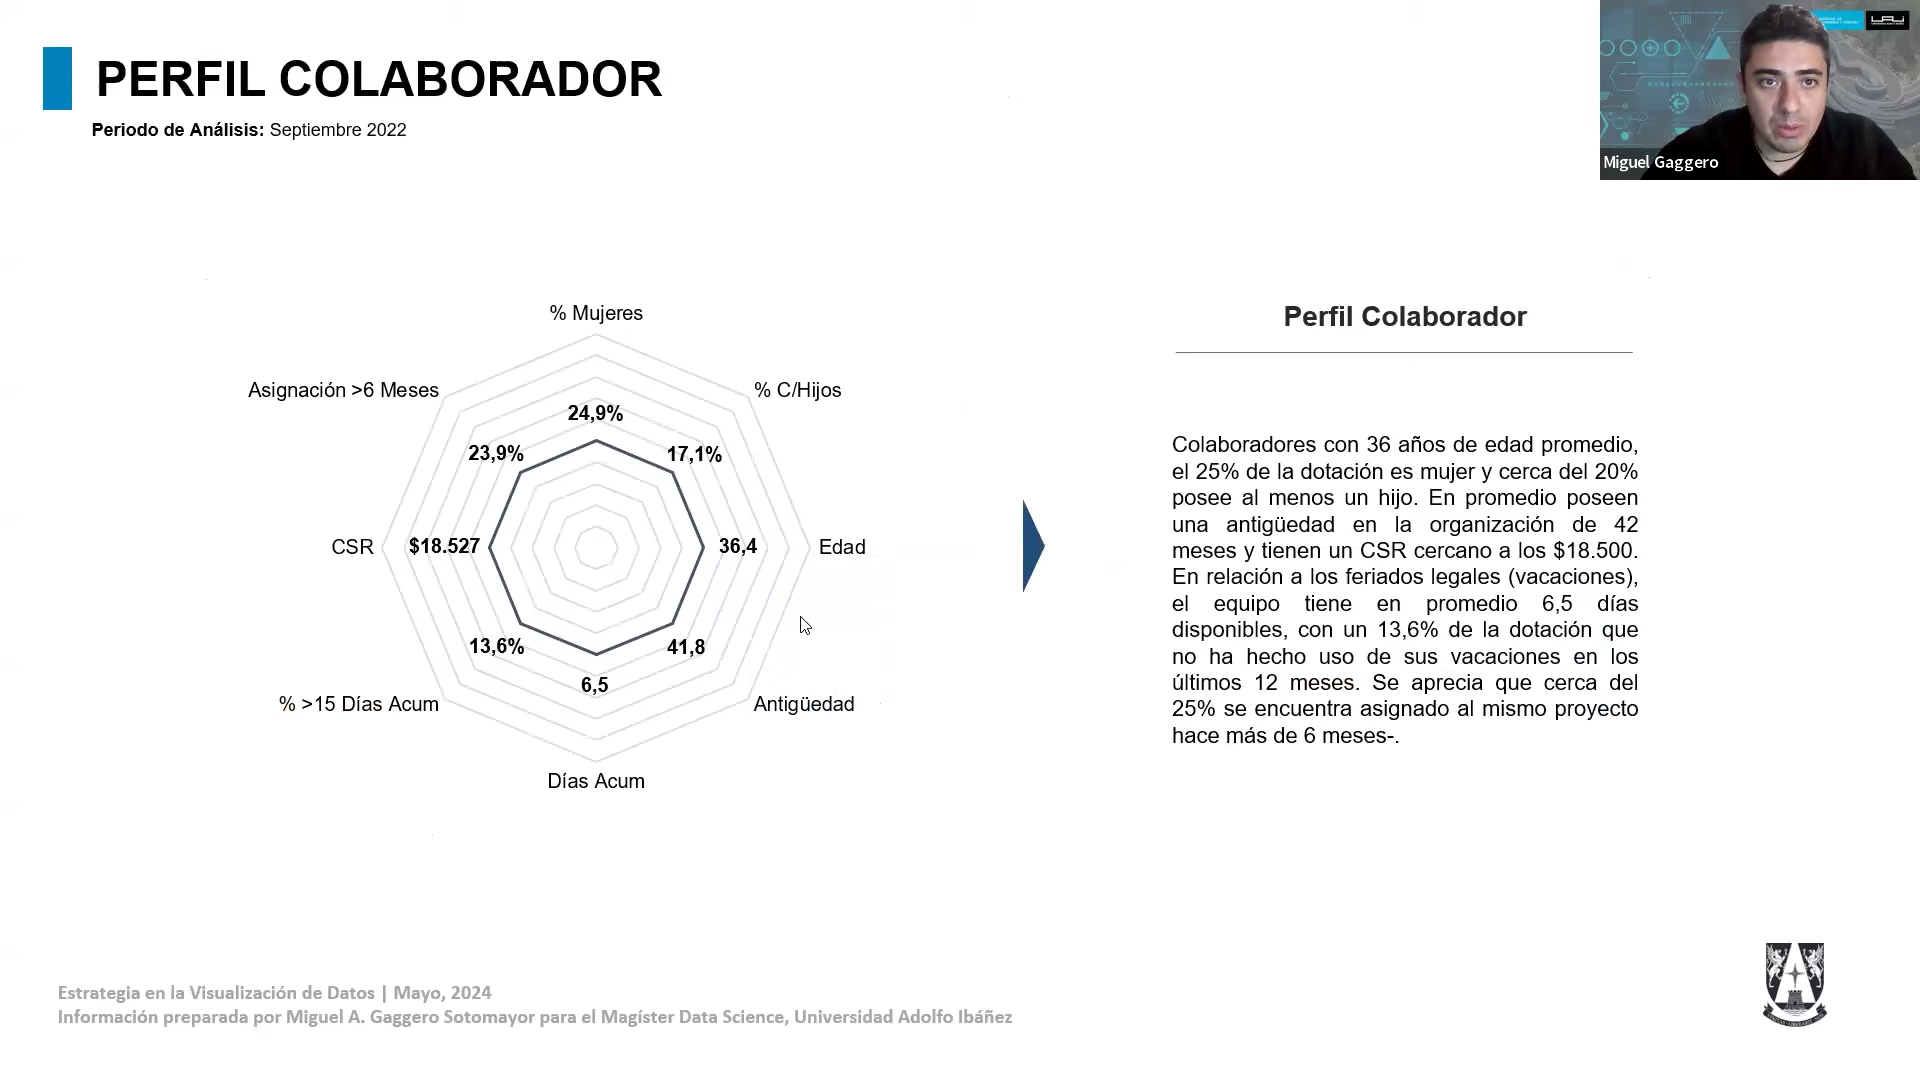 PERFIL COLABORADOR
Periodo de Análisis: Septiembre 2022
Miguel Gaggero
% Mujeres
Asignación >6 Meses
% C/Hijos
24,9%
23,9%
17,1%
CSR
$18.527
36,4
Edad
13,6%
41,8
6,5
% >15 Días Acum
Antigüedad
Días Acum
Perfil Colaborador
Colaboradores con 36 años de edad promedio,
el 25% de la dotación es mujer y cerca del 20%
posee al menos un hijo. En promedio poseen
una antigüedad en la organización de 42
meses y tienen un CSR cercano a los $18.500.
En relación a los feriados legales (vacaciones),
el equipo tiene en promedio 6,5 días
disponibles, con un 13,6% de la dotación que
no ha hecho uso de sus vacaciones en los
últimos 12 meses. Se aprecia que cerca del
25% se encuentra asignado al mismo proyecto
hace más de 6 meses-.
Estrategia en la Visualización de Datos | Mayo, 2024
Información preparada por Miguel A. Gaggero Sotomayor para el Magíster Data Science, Universidad Adolfo Ibáñez